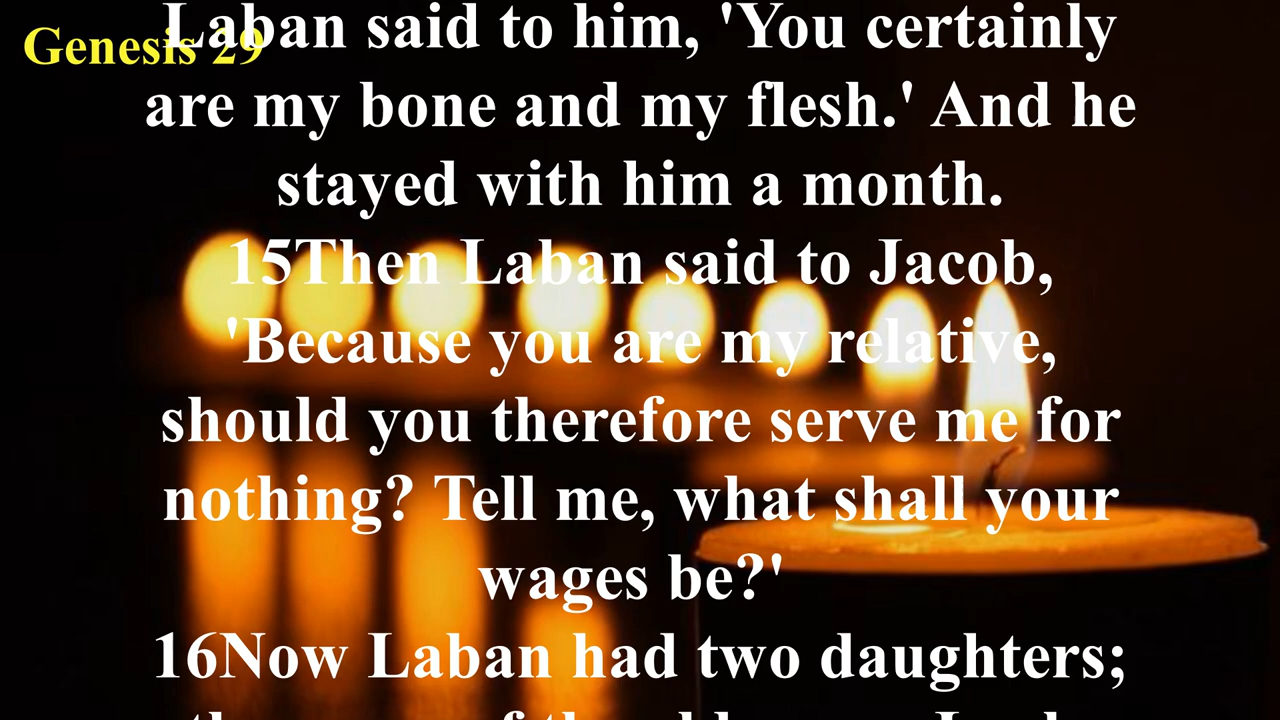 Genesis 29
Laban said to him, 'You certainly
are my bone and my flesh.' And he
stayed with him a month.
15Then Laban said to Jacob,
'Because you are my relative,
should you therefore serve me for
nothing? Tell me, what shall your
wages be?'
16Now Laban had two daughters;